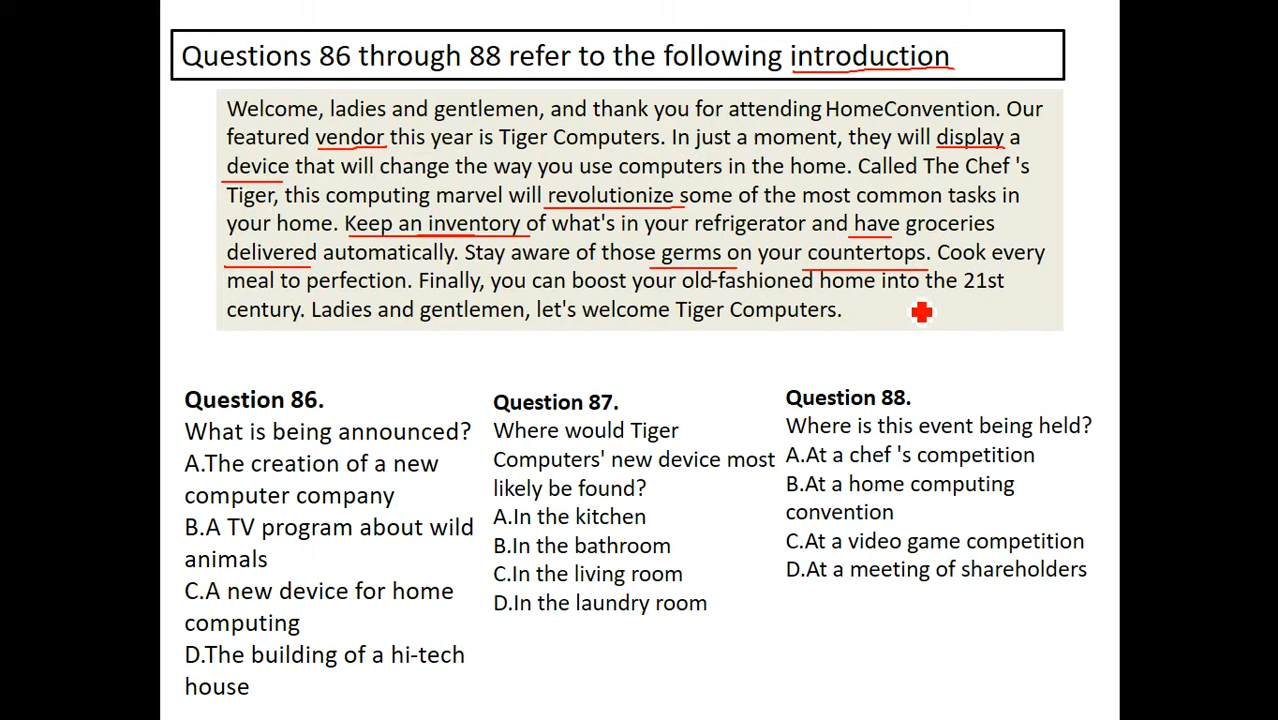 Questions 86 through 88 refer to the following introduction
Welcome, ladies and gentlemen, and thank you for attending HomeConvention. Our
featured vendor this year is Tiger Computers. In just a moment, they will display a
device that will change the way you use computers in the home. Called The Chef 's
Tiger, this computing marvel will revolutionize some of the most common tasks in
your home. Keep an inventory of what's in your refrigerator and have groceries
delivered automatically. Stay aware of those germs on your countertops. Cook every
meal to perfection. Finally, you can boost your old-fashioned home into the 21st
century. Ladies and gentlemen, let's welcome Tiger Computers.
Question 86.
What is being announced?
A.The creation of a new
computer company
B.A TV program about wild
animals
C.A new device for home
computing
D.The building of a hi-tech
house
Question 87.
Where would Tiger
Computers' new device most
likely be found?
A.In the kitchen
B.In the bathroom
C.In the living room
D.In the laundry room
Question 88.
Where is this event being held?
A.At a chef 's competition
B.At a home computing
convention
C.At a video game competition
D.At a meeting of shareholders